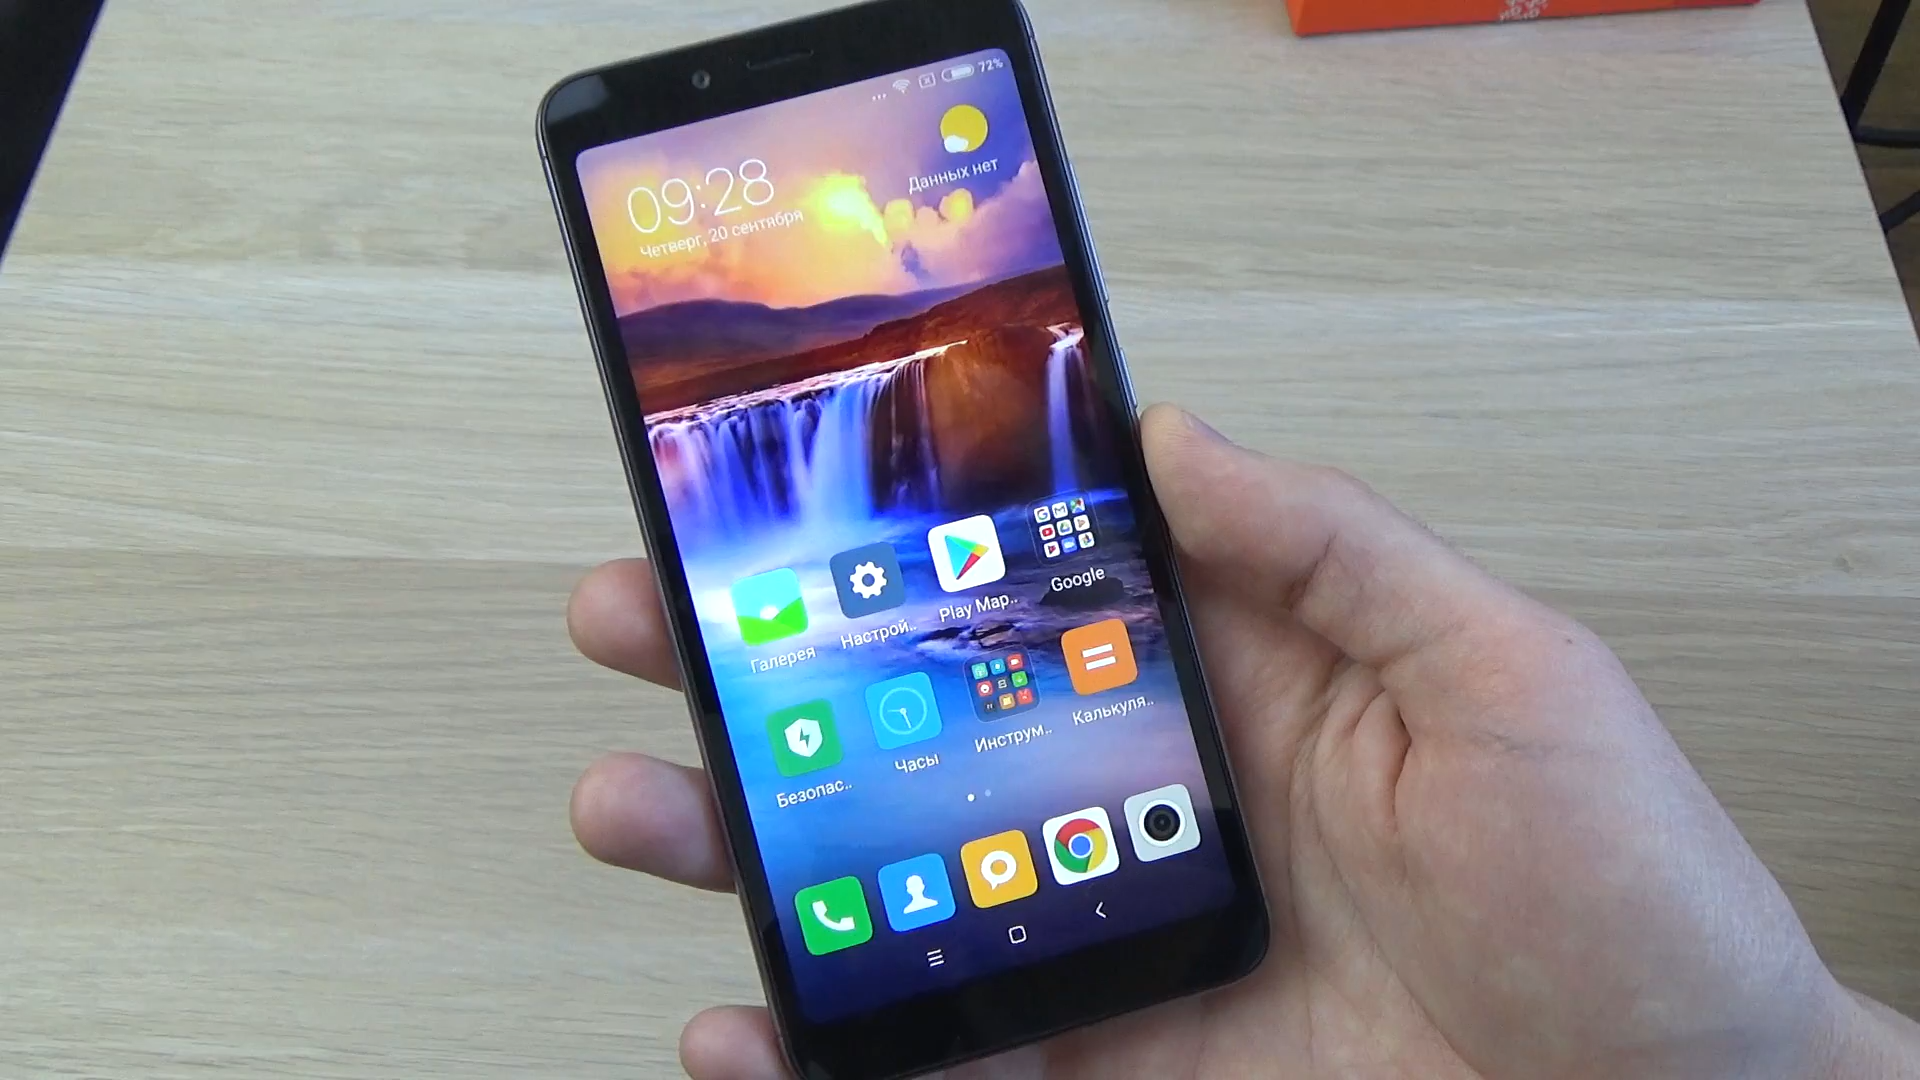 72%
09:28
Четверг, 20 сентября
Данных нет
Галерея
Настрой..
Play Мар..
Google
Безопас..
Часы
Инструм..
Калькуля..